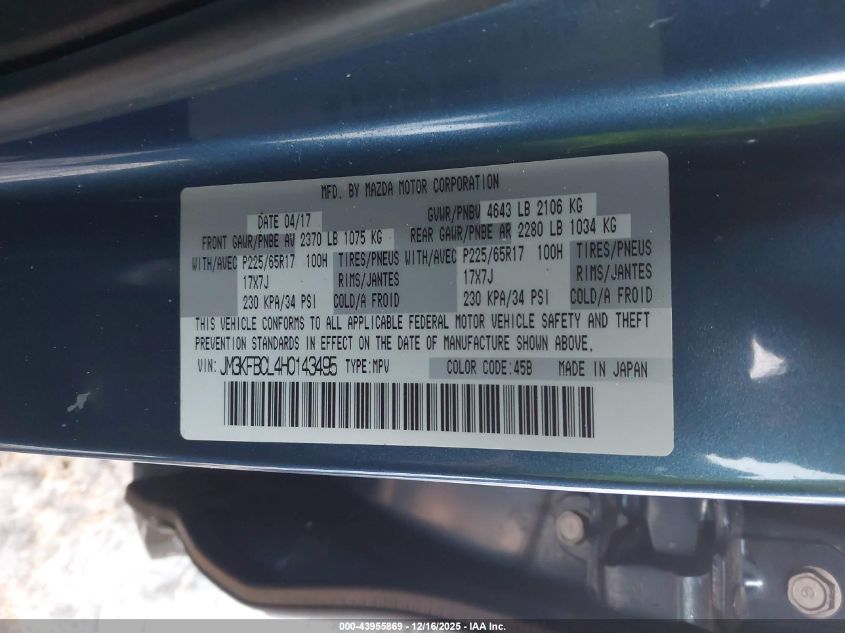 MFD. BY MAZDA MOTOR CORPORATION
DATE 04/17 GVWR/PNBV 4643 LB 2106 KG
FRONT GAWR/PNBE AV 2370 LB 1075 KG REAR GAWR/PNBE AR 2280 LB 1034 KG
WITH/AVEC P225/65R17 100H TIRES/PNEUS WITH/AVEC P225/65R17 100H TIRES/PNEUS
17X7J RIMS/JANTES 17X7J RIMS/JANTES
230 KPA/34 PSI COLD/A FROID 230 KPA/34 PSI COLD/A FROID
THIS VEHICLE CONFORMS TO ALL APPLICABLE FEDERAL MOTOR VEHICLE SAFETY AND THEFT
PREVENTION STANDARDS IN EFFECT ON THE DATE OF MANUFACTURE SHOWN ABOVE.
VIN: JM3KFBCL4H0143495 TYPE:MPV COLOR CODE:45B MADE IN JAPAN
000-43955869 - 12/16/2025 - IAA Inc.